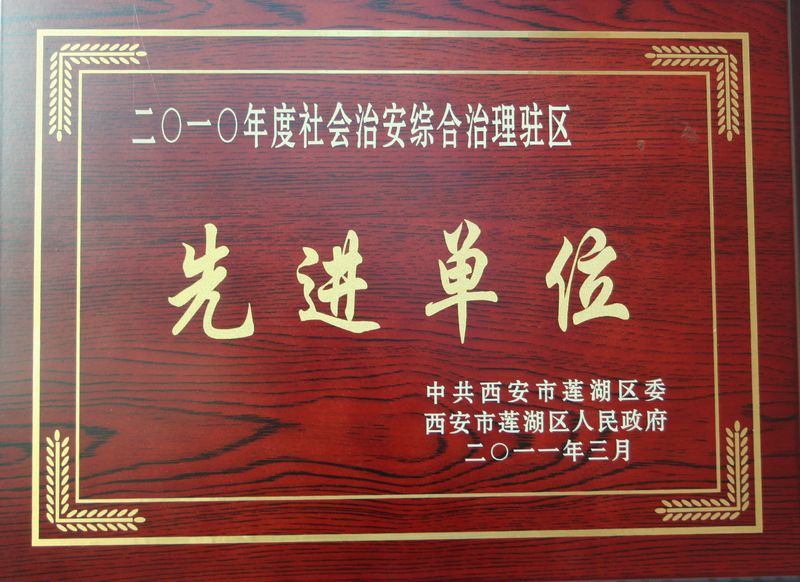 二〇一〇年度社会治安综合治理驻区
先进单位
中共西安市莲湖区委
西安市莲湖区人民政府
二〇一一年三月